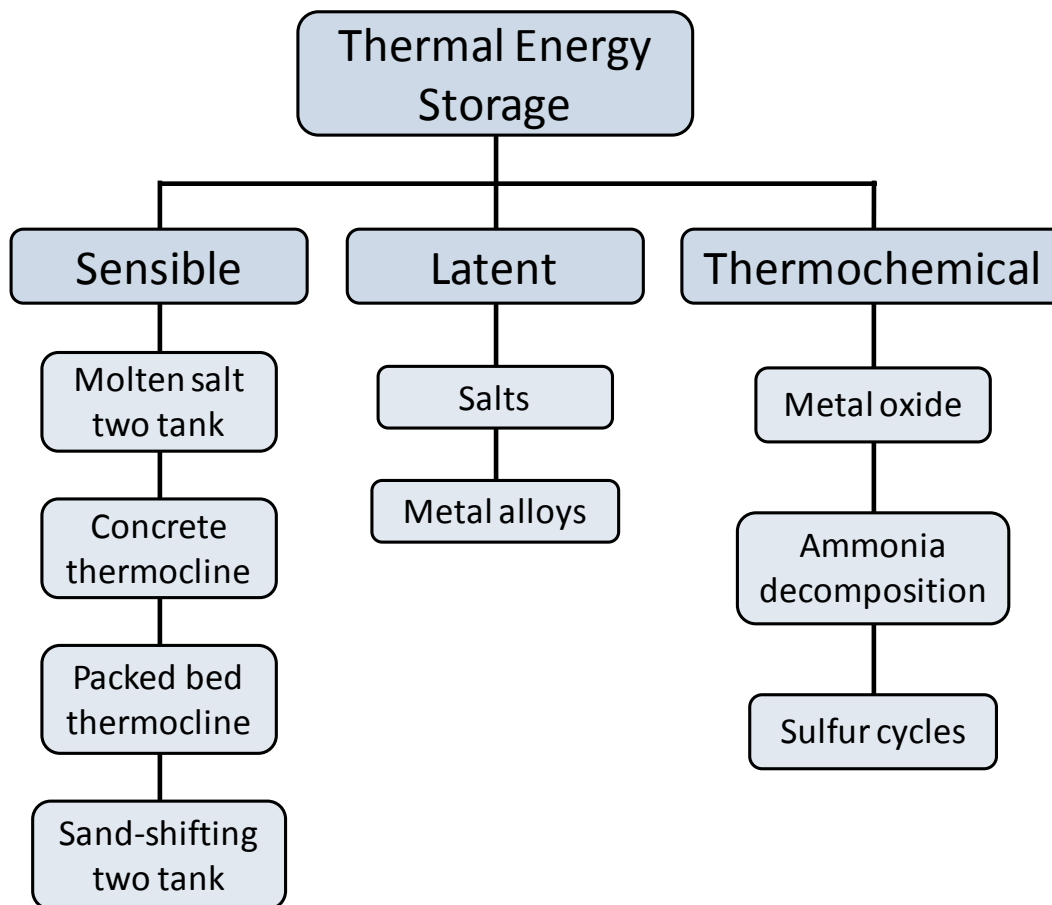 Thermal Energy
Storage
Sensible
Latent
Thermochemical
Molten salt
two tank
Concrete
thermocline
Packed bed
thermocline
Sand-shifting
two tank
Salts
Metal alloys
Metal oxide
Ammonia
decomposition
Sulfur cycles